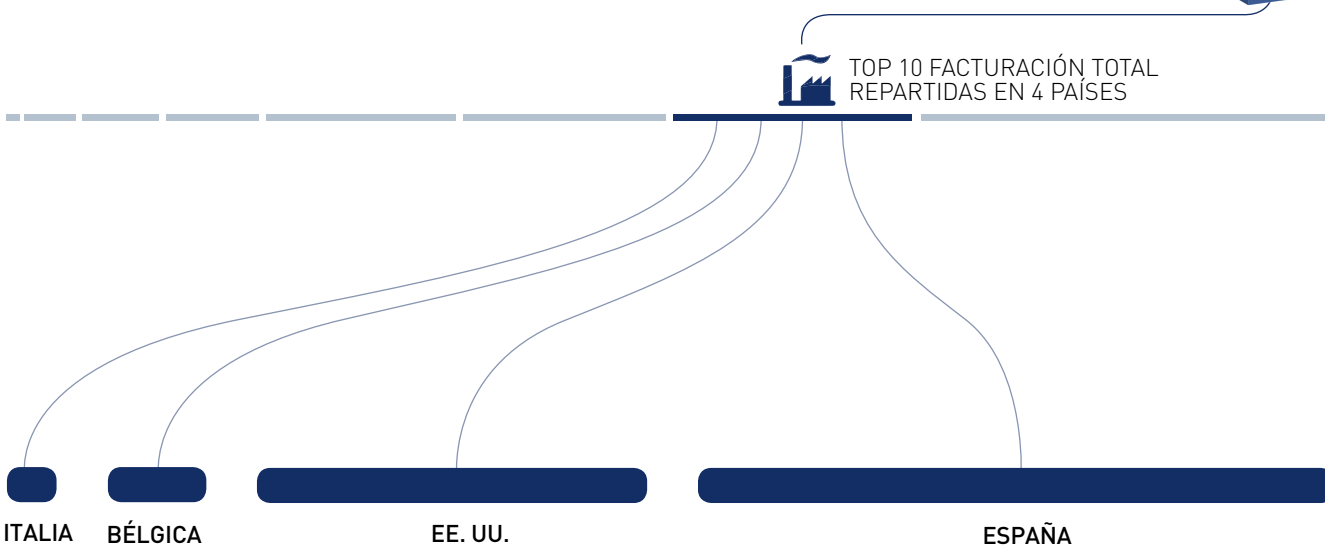 TOP 10 FACTURACIÓN TOTAL
REPARTIDAS EN 4 PAÍSES
ITALIA
BÉLGICA
EE. UU.
ESPAÑA